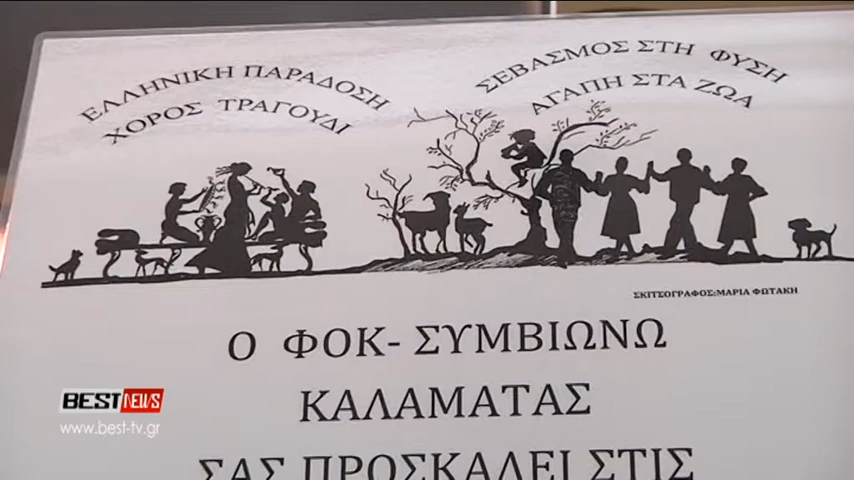 ΕΛΛΗΝΙΚΗ ΠΑΡΑΔΟΣΗ
ΧΟΡΟΣ ΤΡΑΓΟΥΔΙ
ΣΕΒΑΣΜΟΣ ΣΤΗ ΦΥΣΗ
ΑΓΑΠΗ ΣΤΑ ΖΩΑ
ΣΚΙΤΣΟΓΡΑΦΟΣ:ΜΑΡΙΑ ΦΩΤΑΚΗ
Ο ΦΟΚ- ΣΥΜΒΙΩΝΩ
ΚΑΛΑΜΑΤΑΣ
ΣΑΣ ΠΡΟΣΚΑΛΕΙ ΣΤΙΣ
BEST NEWS
www.best-tv.gr